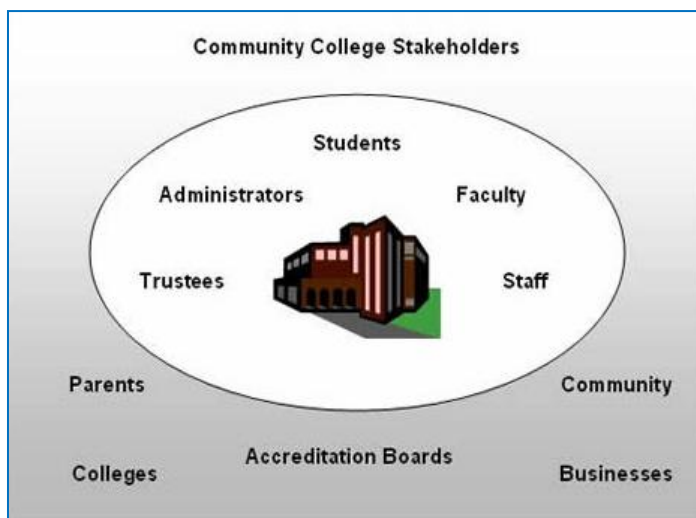 Community College Stakeholders
Students
Administrators
Faculty
Trustees
Staff
Parents
Community
Accreditation Boards
Colleges
Businesses